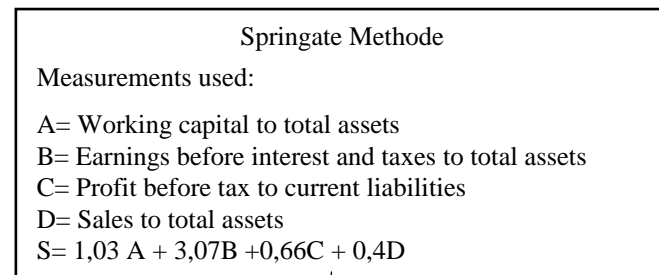 Springate Methode
Measurements used:
A= Working capital to total assets
B= Earnings before interest and taxes to total assets
C= Profit before tax to current liabilities
D= Sales to total assets
S= 1,03 A + 3,07B +0,66C + 0,4D